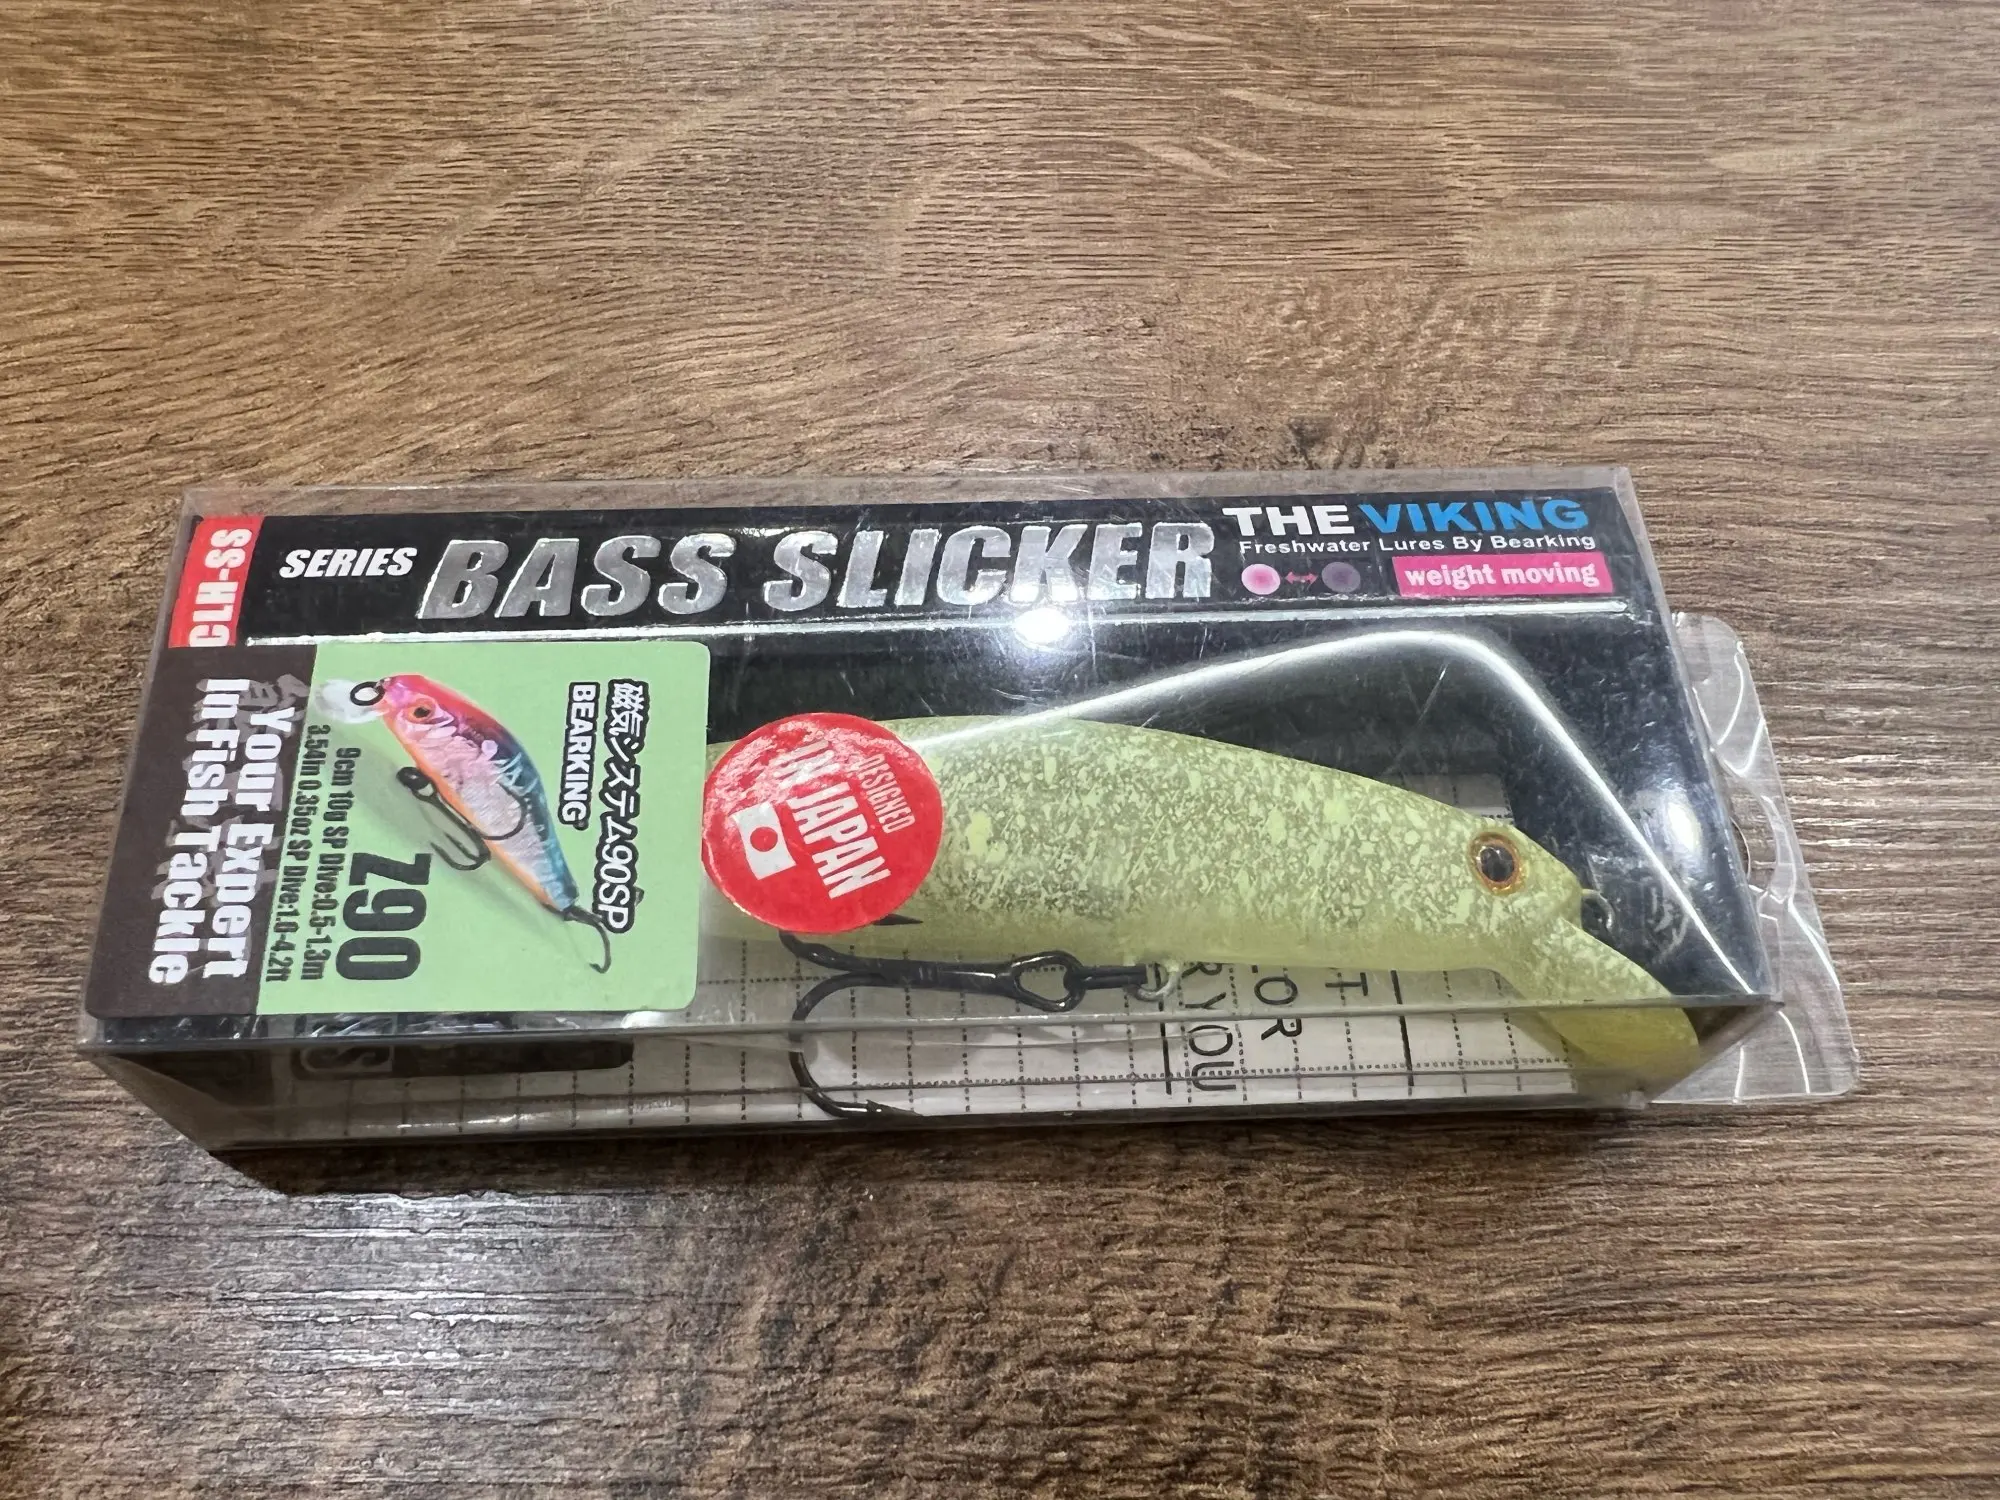 SS-HTC
SERIES
BASS SLICKER
THE VIKING
Freshwater Lures By Bearking
weight moving
磁気システム90SP
BEARKING
Z90
9cm 10g SP Dive:0.5-1.3m
3.54in 0.35oz SP Dive:1.0-4.2ft
Your Expert
In Fish Tackle
DESIGNED
IN JAPAN